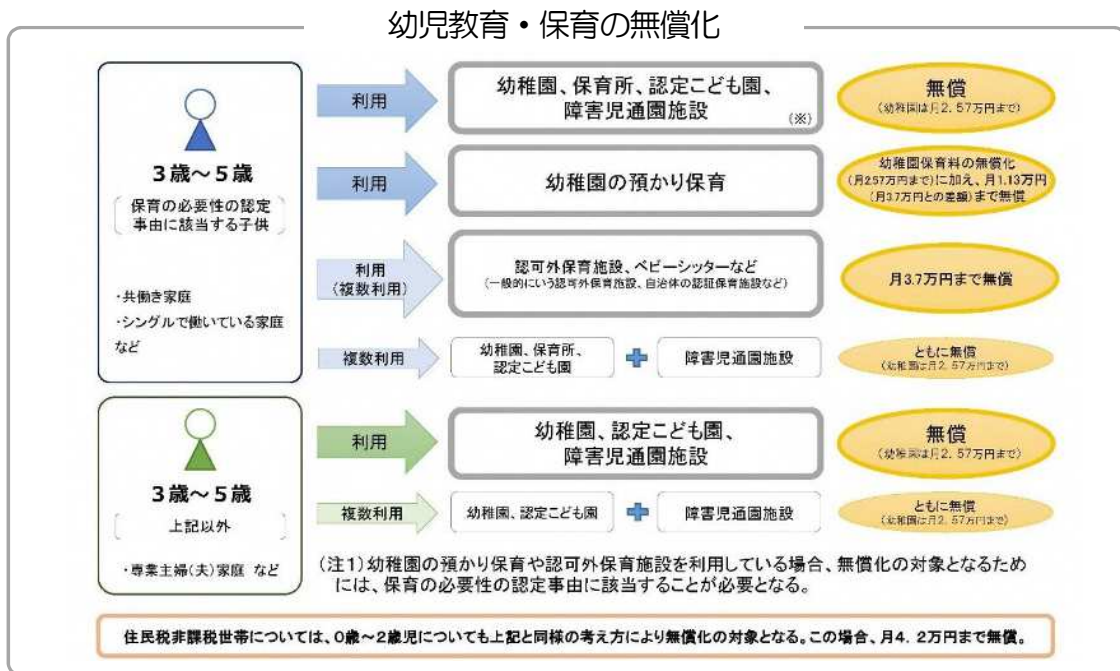 幼児教育・保育の無償化
3歳～5歳
保育の必要性の認定
事由に該当する子供
・共働き家庭
・シングルで働いている家庭
など
利用
幼稚園、保育所、認定こども園、
障害児通園施設
(※)
無償
(幼稚園は月2.57万円まで)
利用
幼稚園の預かり保育
幼稚園保育料の無償化
(月2.57万円まで)に加え、月1.13万円
(月3.7万円との差額)まで無償
利用
(複数利用)
認可外保育施設、ベビーシッターなど
(一般的にいう認可外保育施設、自治体の認証保育施設など)
月3.7万円まで無償
複数利用
幼稚園、保育所、
認定こども園
障害児通園施設
ともに無償
(幼稚園は月2.57万円まで)
3歳～5歳
上記以外
・専業主婦(夫)家庭 など
利用
幼稚園、認定こども園、
障害児通園施設
無償
(幼稚園は月2.57万円まで)
複数利用
幼稚園、認定こども園
障害児通園施設
ともに無償
(幼稚園は月2.57万円まで)
(注1)幼稚園の預かり保育や認可外保育施設を利用している場合、無償化の対象となるため
には、保育の必要性の認定事由に該当することが必要となる。
住民税非課税世帯については、0歳～2歳児についても上記と同様の考え方により無償化の対象となる。この場合、月4.2万円まで無償。